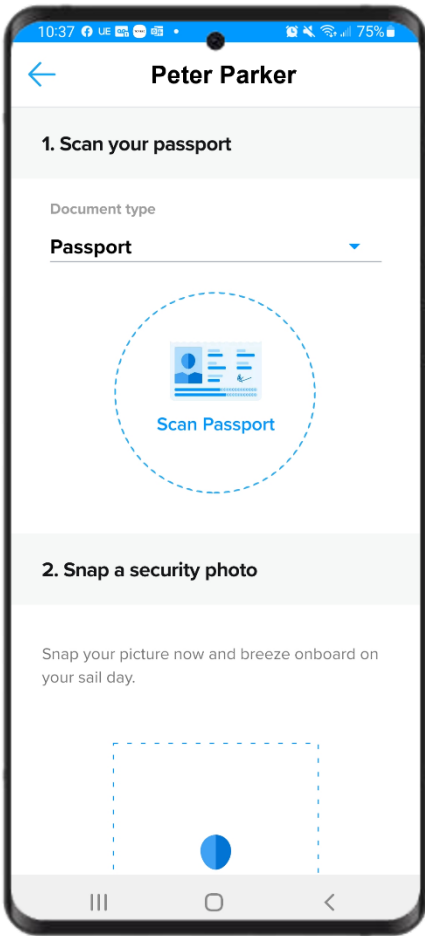 10:37 UE 75%
Peter Parker
1. Scan your passport
Document type
Passport
Scan Passport
2. Snap a security photo
Snap your picture now and breeze onboard on
your sail day.